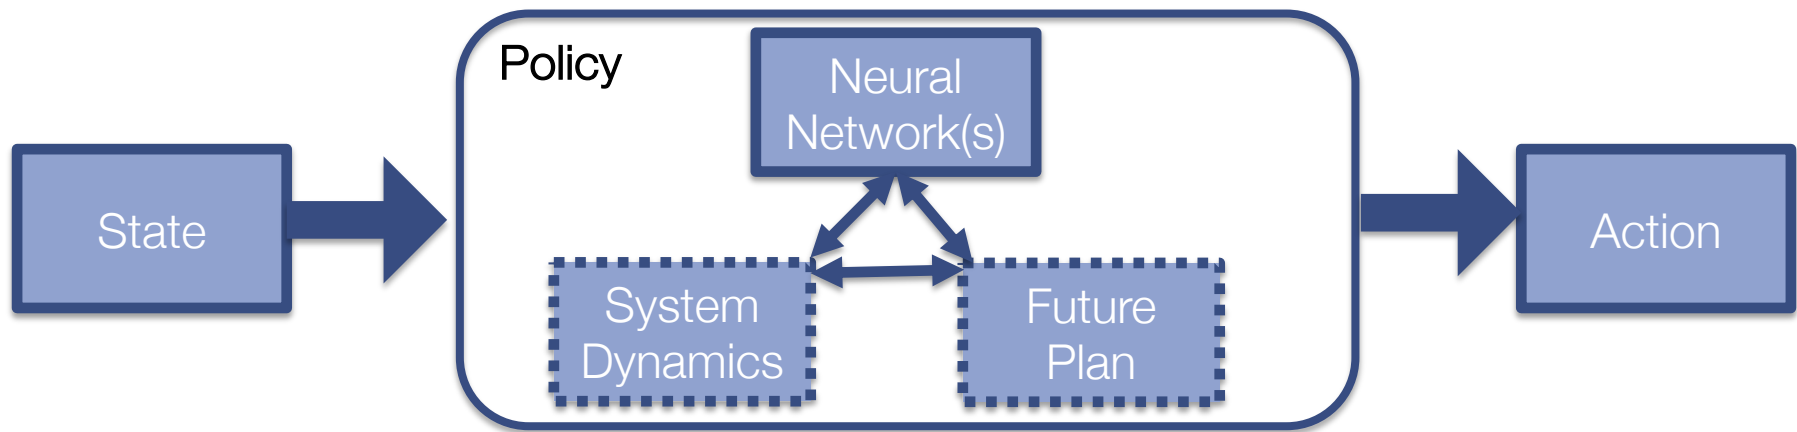 Policy
Neural
Network(s)
State
Action
System
Dynamics
Future
Plan